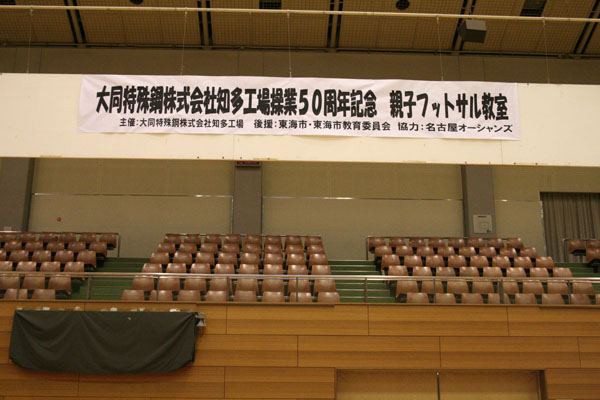 大同特殊鋼株式会社知多工場操業50周年記念 親子フットサル教室
主催：大同特殊鋼株式会社知多工場 後援：東海市・東海市教育委員会 協力：名古屋オーシャンズ